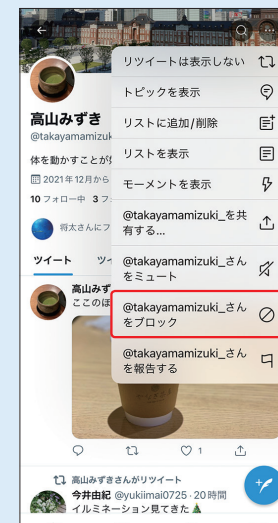 リツイートは表示しない
トピックを表示
高山みずき
リストに追加/削除
@takayamamizuk
リストを表示
体を動かすことが
2021年12月から
モーメントを表示
10 フォロー中 3 フ
@takayamamizuki_を共
有する...
将太さんにフ
@takayamamizuki_さん
をミュート
ツイート ツイ
高山みず
ここのほ
@takayamamizuki_さん
をブロック
@takayamamizuki_さん
を報告する
1
高山みずきさんがリツイート
今井由紀 @yukiimai0725 · 20時間
イルミネーション見てきた🎄